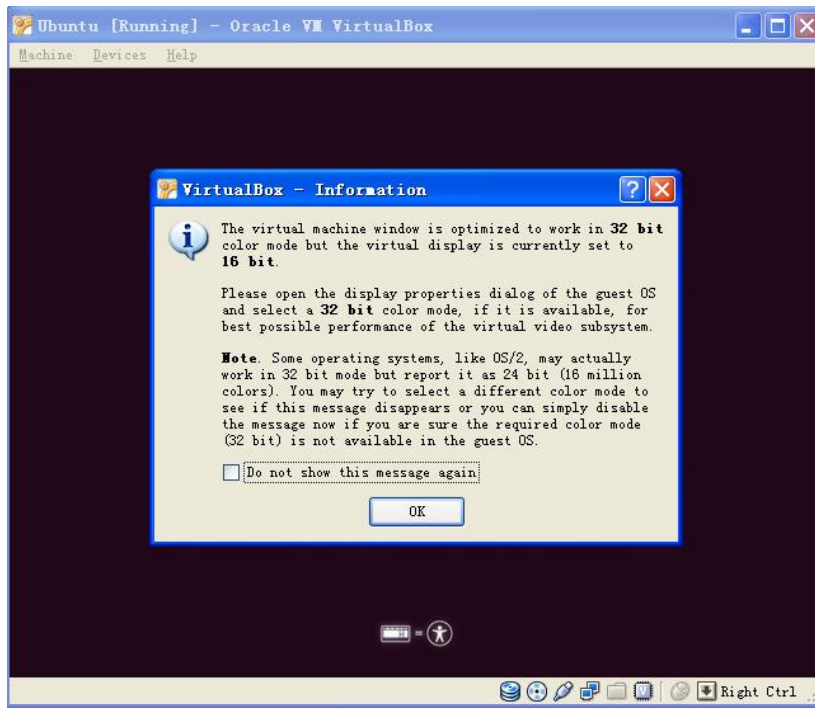 Ubuntu [Running] - Oracle VM VirtualBox
Machine Devices Help
VirtualBox - Information
The virtual machine window is optimized to work in 32 bit
color mode but the virtual display is currently set to
16 bit.
Please open the display properties dialog of the guest OS
and select a 32 bit color mode, if it is available, for
best possible performance of the virtual video subsystem.
Note. Some operating systems, like OS/2, may actually
work in 32 bit mode but report it as 24 bit (16 million
colors). You may try to select a different color mode to
see if this message disappears or you can simply disable
the message now if you are sure the required color mode
(32 bit) is not available in the guest OS.
Do not show this message again
OK
Right Ctrl